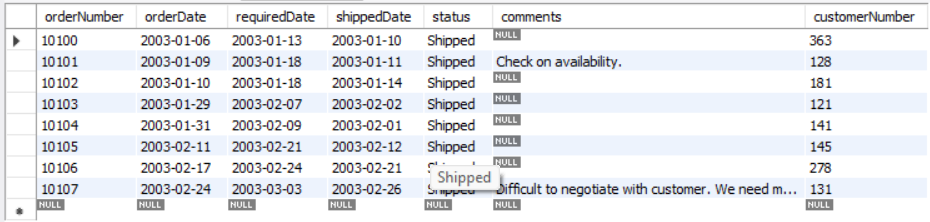 orderNumber orderDate requiredDate shippedDate status comments customerNumber
10100 2003-01-06 2003-01-13 2003-01-10 Shipped NULL 363
10101 2003-01-09 2003-01-18 2003-01-11 Shipped Check on availability. 128
10102 2003-01-10 2003-01-18 2003-01-14 Shipped NULL 181
10103 2003-01-29 2003-02-07 2003-02-02 Shipped NULL 121
10104 2003-01-31 2003-02-09 2003-02-01 Shipped NULL 141
10105 2003-02-11 2003-02-21 2003-02-12 Shipped NULL 145
10106 2003-02-17 2003-02-24 2003-02-21 Shipped NULL 278
Shipped
10107 2003-02-24 2003-03-03 2003-02-26 Shipped Difficult to negotiate with customer. We need m... 131
NULL NULL NULL NULL NULL NULL NULL